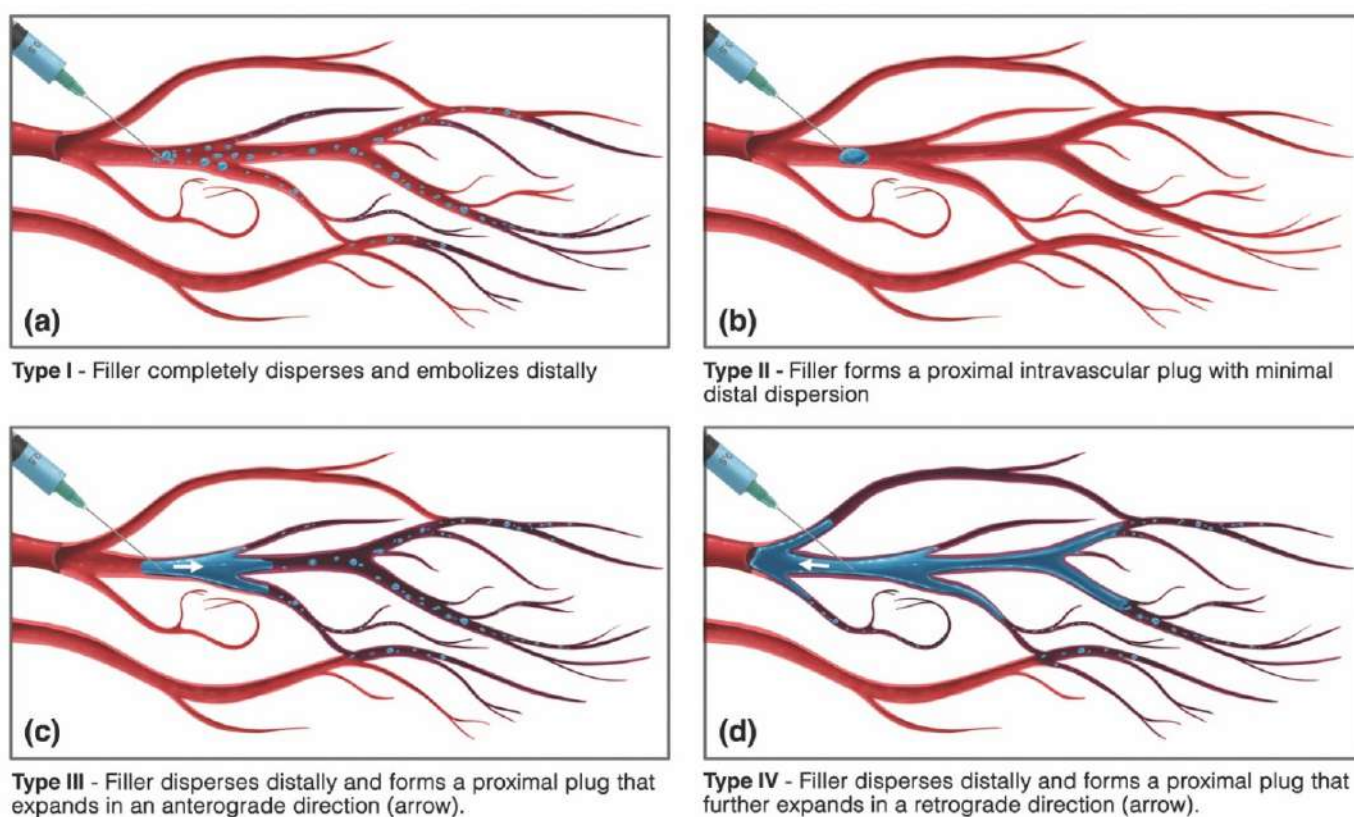 (a)
Type I - Filler completely disperses and embolizes distally
(b)
Type II - Filler forms a proximal intravascular plug with minimal
distal dispersion
(c)
Type III - Filler disperses distally and forms a proximal plug that
expands in an anterograde direction (arrow).
(d)
Type IV - Filler disperses distally and forms a proximal plug that
further expands in a retrograde direction (arrow).